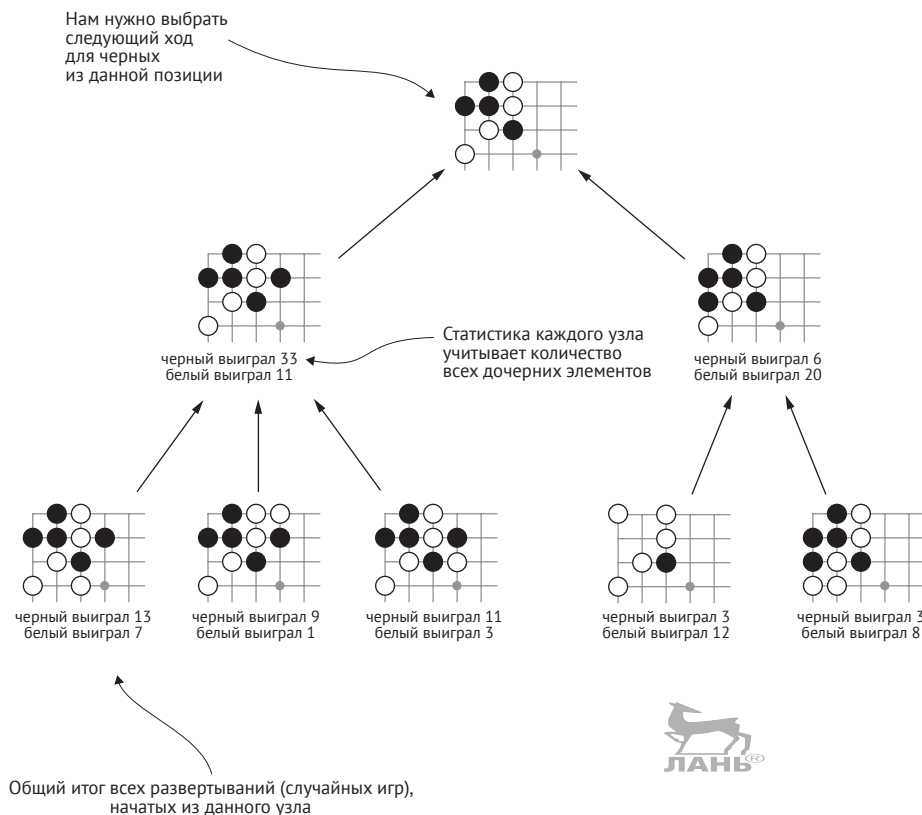 Нам нужно выбрать
следующий ход
для черных
из данной позиции
Статистика каждого узла
учитывает количество
всех дочерних элементов
черный выиграл 33
белый выиграл 11
черный выиграл 6
белый выиграл 20
черный выиграл 13
белый выиграл 7
черный выиграл 9
белый выиграл 1
черный выиграл 11
белый выиграл 3
черный выиграл 3
белый выиграл 12
черный выиграл 3
белый выиграл 8
ЛАНЬ®
Общий итог всех развертываний (случайных игр),
начатых из данного узла